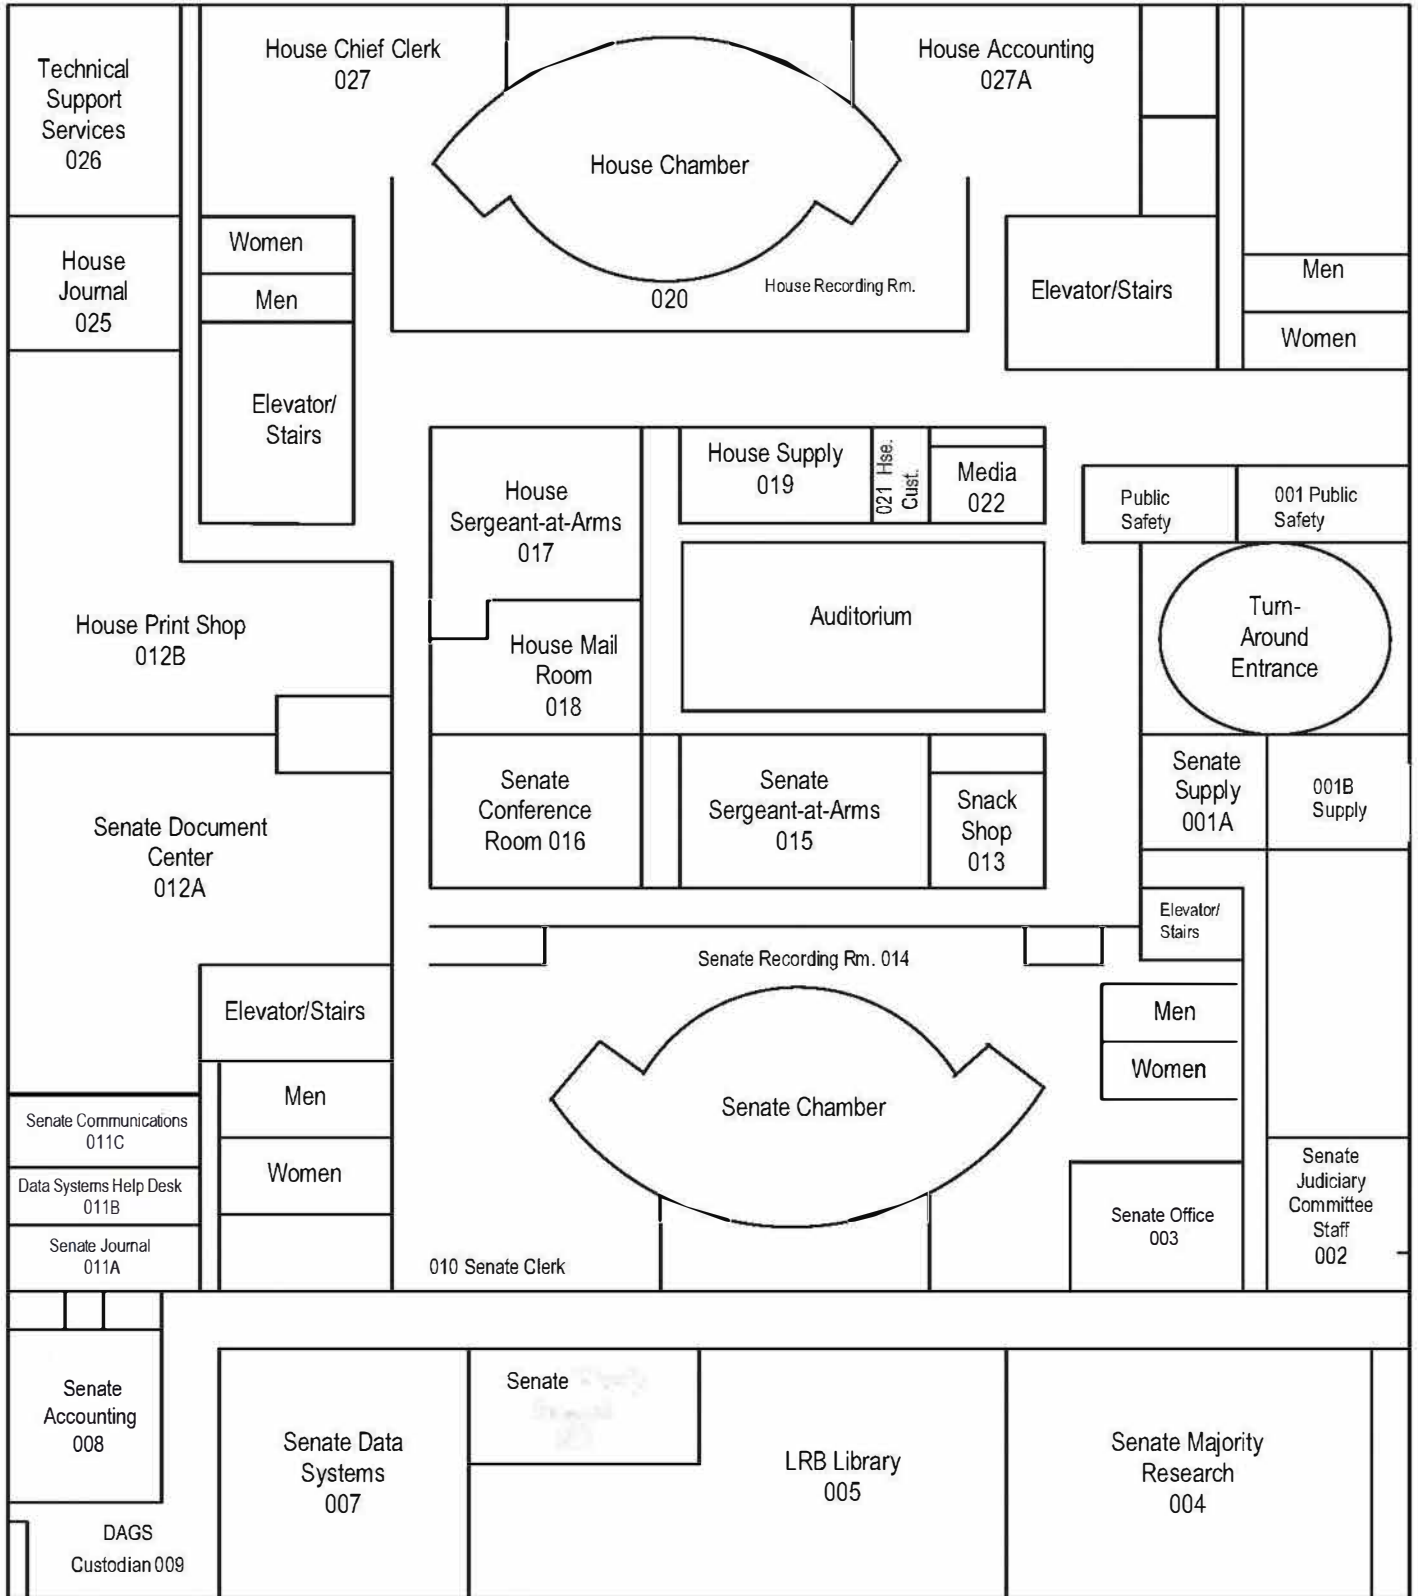 House Chief Clerk
027
House Accounting
027A
Technical
Support
Services
026
House Chamber
Women
Men
House
Journal
025
020
House Recording Rm.
Elevator/Stairs
Men
Women
Elevator/
Stairs
House
Sergeant-at-Arms
017
House Supply
019
021 Hse.
Cust.
Media
022
Public
Safety
001 Public
Safety
House Print Shop
012B
House Mail
Room
018
Auditorium
Turn-
Around
Entrance
Senate Document
Center
012A
Senate
Conference
Room 016
Senate
Sergeant-at-Arms
015
Snack
Shop
013
Senate
Supply
001A
001B
Supply
Elevator/
Stairs
Senate Recording Rm. 014
Elevator/Stairs
Men
Women
Men
Women
Senate Chamber
Senate Communications
011C
Data Systems Help Desk
011B
Senate Journal
011A
010 Senate Clerk
Senate Office
003
Senate
Judiciary
Committee
Staff
002
Senate
Accounting
008
Senate Data
Systems
007
Senate
LRB Library
005
Senate Majority
Research
004
DAGS
Custodian 009